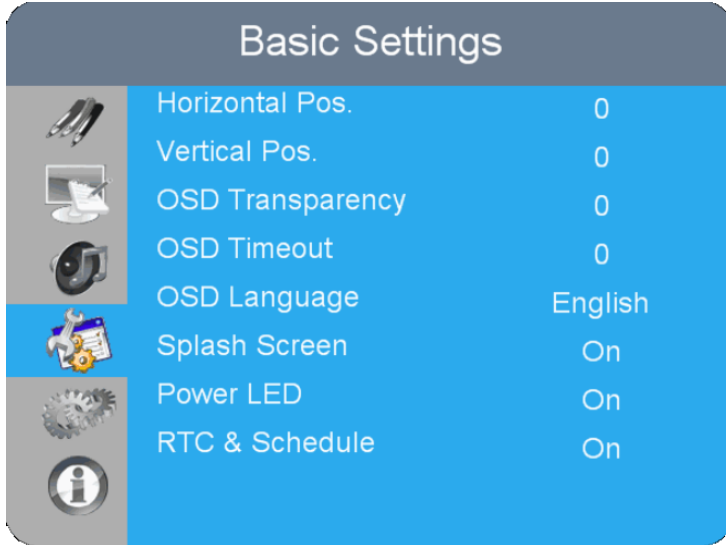 Basic Settings
Horizontal Pos. 0
Vertical Pos. 0
OSD Transparency 0
OSD Timeout 0
OSD Language English
Splash Screen On
Power LED On
RTC & Schedule On